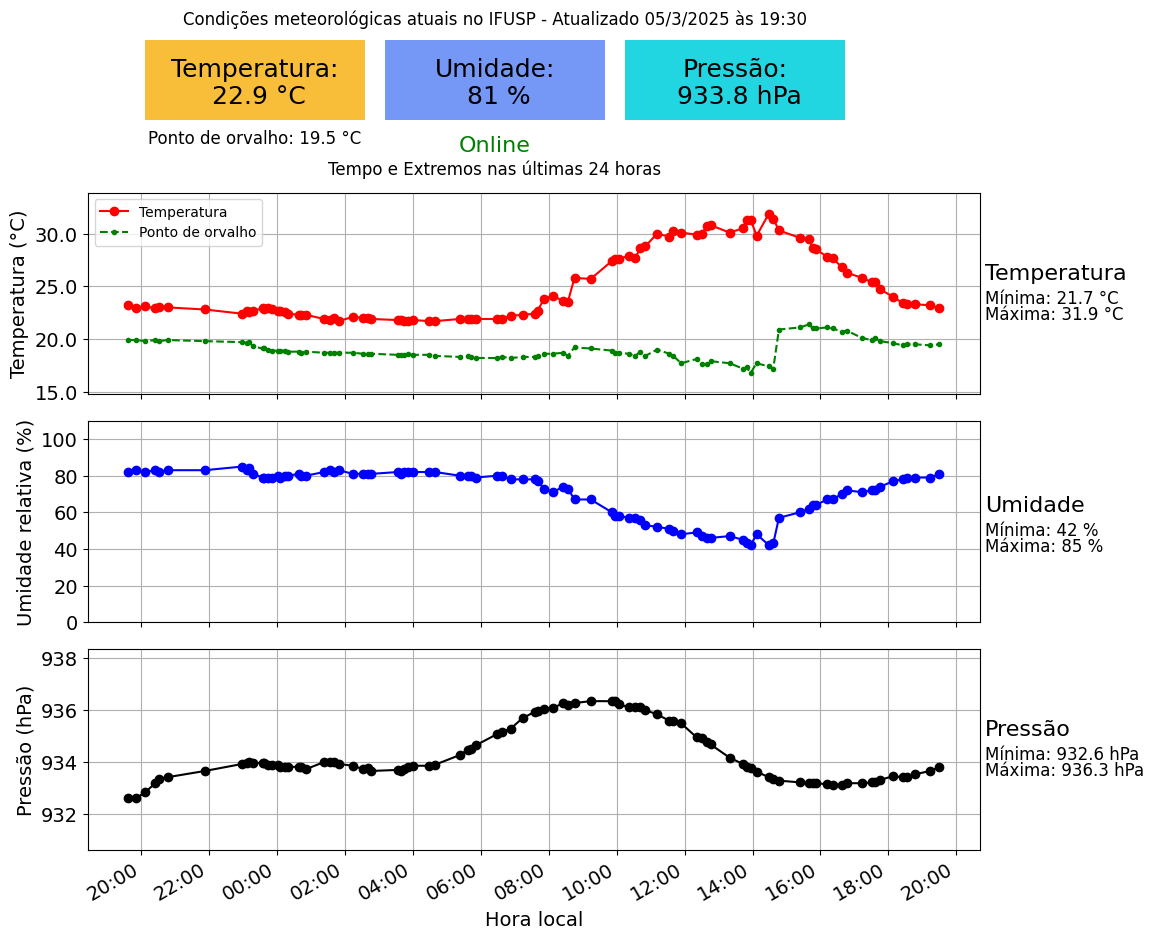 Condições meteorológicas atuais no IFUSP - Atualizado 05/3/2025 às 19:30
Temperatura:
22.9 °C
Umidade:
81 %
Pressão:
933.8 hPa
Ponto de orvalho: 19.5 °C
Online
Tempo e Extremos nas últimas 24 horas
Temperatura (°C)
30.0
25.0
20.0
15.0
Temperatura
Ponto de orvalho
Temperatura
Mínima: 21.7 °C
Máxima: 31.9 °C
Umidade relativa (%)
100
80
60
40
20
0
Umidade
Mínima: 42 %
Máxima: 85 %
Pressão (hPa)
938
936
934
932
Pressão
Mínima: 932.6 hPa
Máxima: 936.3 hPa
20:00 22:00 00:00 02:00 04:00 06:00 08:00 10:00 12:00 14:00 16:00 18:00 20:00
Hora local